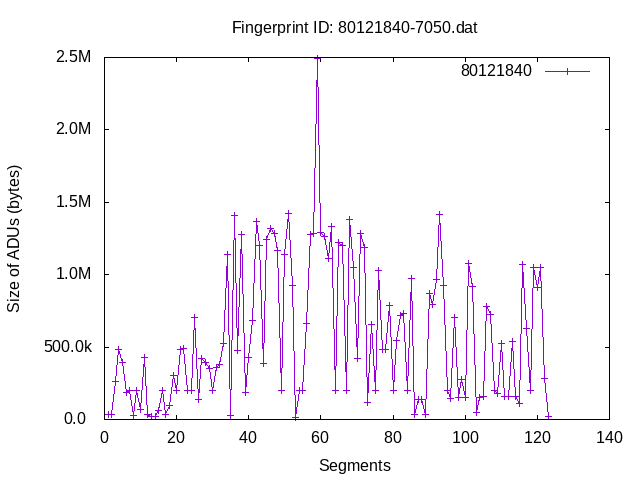 Fingerprint ID: 80121840-7050.dat
80121840
2.5M
2.0M
1.5M
1.0M
500.0k
0.0
Size of ADUs (bytes)
0 20 40 60 80 100 120 140
Segments